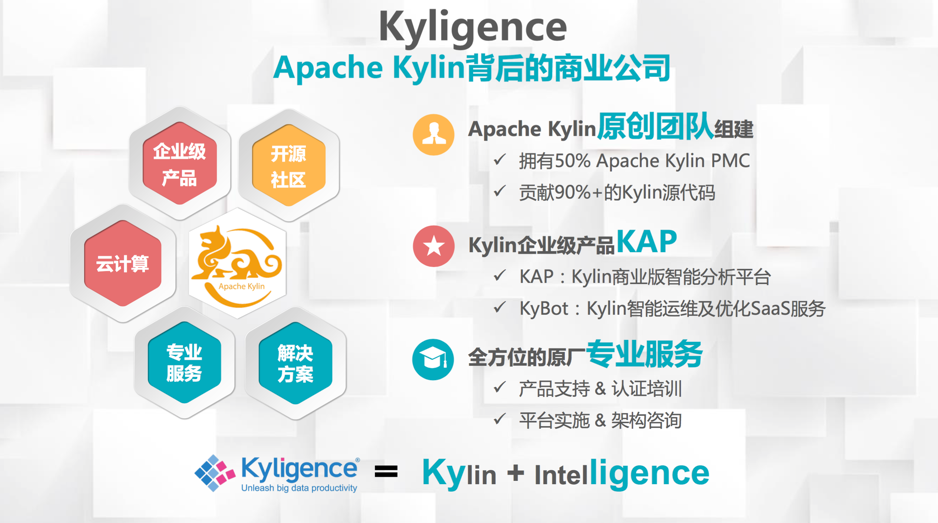 Kyligence
Apache Kylin背后的商业公司
企业级
产品
开源
社区
云计算
Apache Kylin
专业
服务
解决
方案
Apache Kylin原创团队组建
✓ 拥有50% Apache Kylin PMC
✓ 贡献90%+的Kylin源代码
Kylin企业级产品KAP
✓ KAP：Kylin商业版智能分析平台
✓ KyBot：Kylin智能运维及优化SaaS服务
全方位的原厂专业服务
✓ 产品支持 & 认证培训
✓ 平台实施 & 架构咨询
Kyligence® = Kylin + Intelligence
Unleash big data productivity